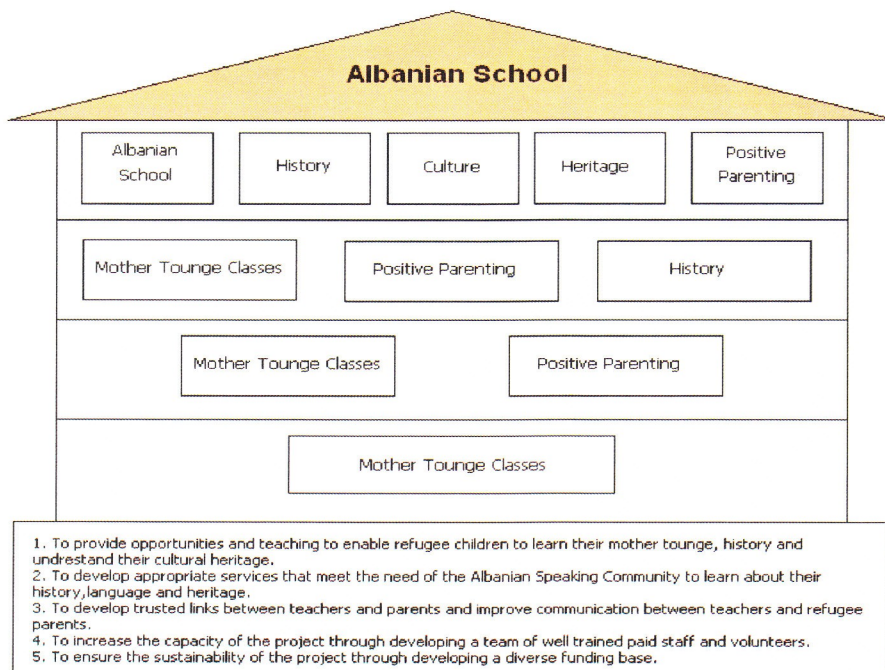 Albanian School
Albanian
School
History
Culture
Heritage
Positive
Parenting
Mother Tounge Classes
Positive Parenting
History
Mother Tounge Classes
Positive Parenting
Mother Tounge Classes
1. To provide opportunities and teaching to enable refugee children to learn their mother tounge, history and
undrestand their cultural heritage.
2. To develop appropriate services that meet the need of the Albanian Speaking Community to learn about their
history,language and heritage.
3. To develop trusted links between teachers and parents and improve communication between teachers and refugee
parents.
4. To increase the capacity of the project through developing a team of well trained paid staff and volunteers.
5. To ensure the sustainability of the project through developing a diverse funding base.